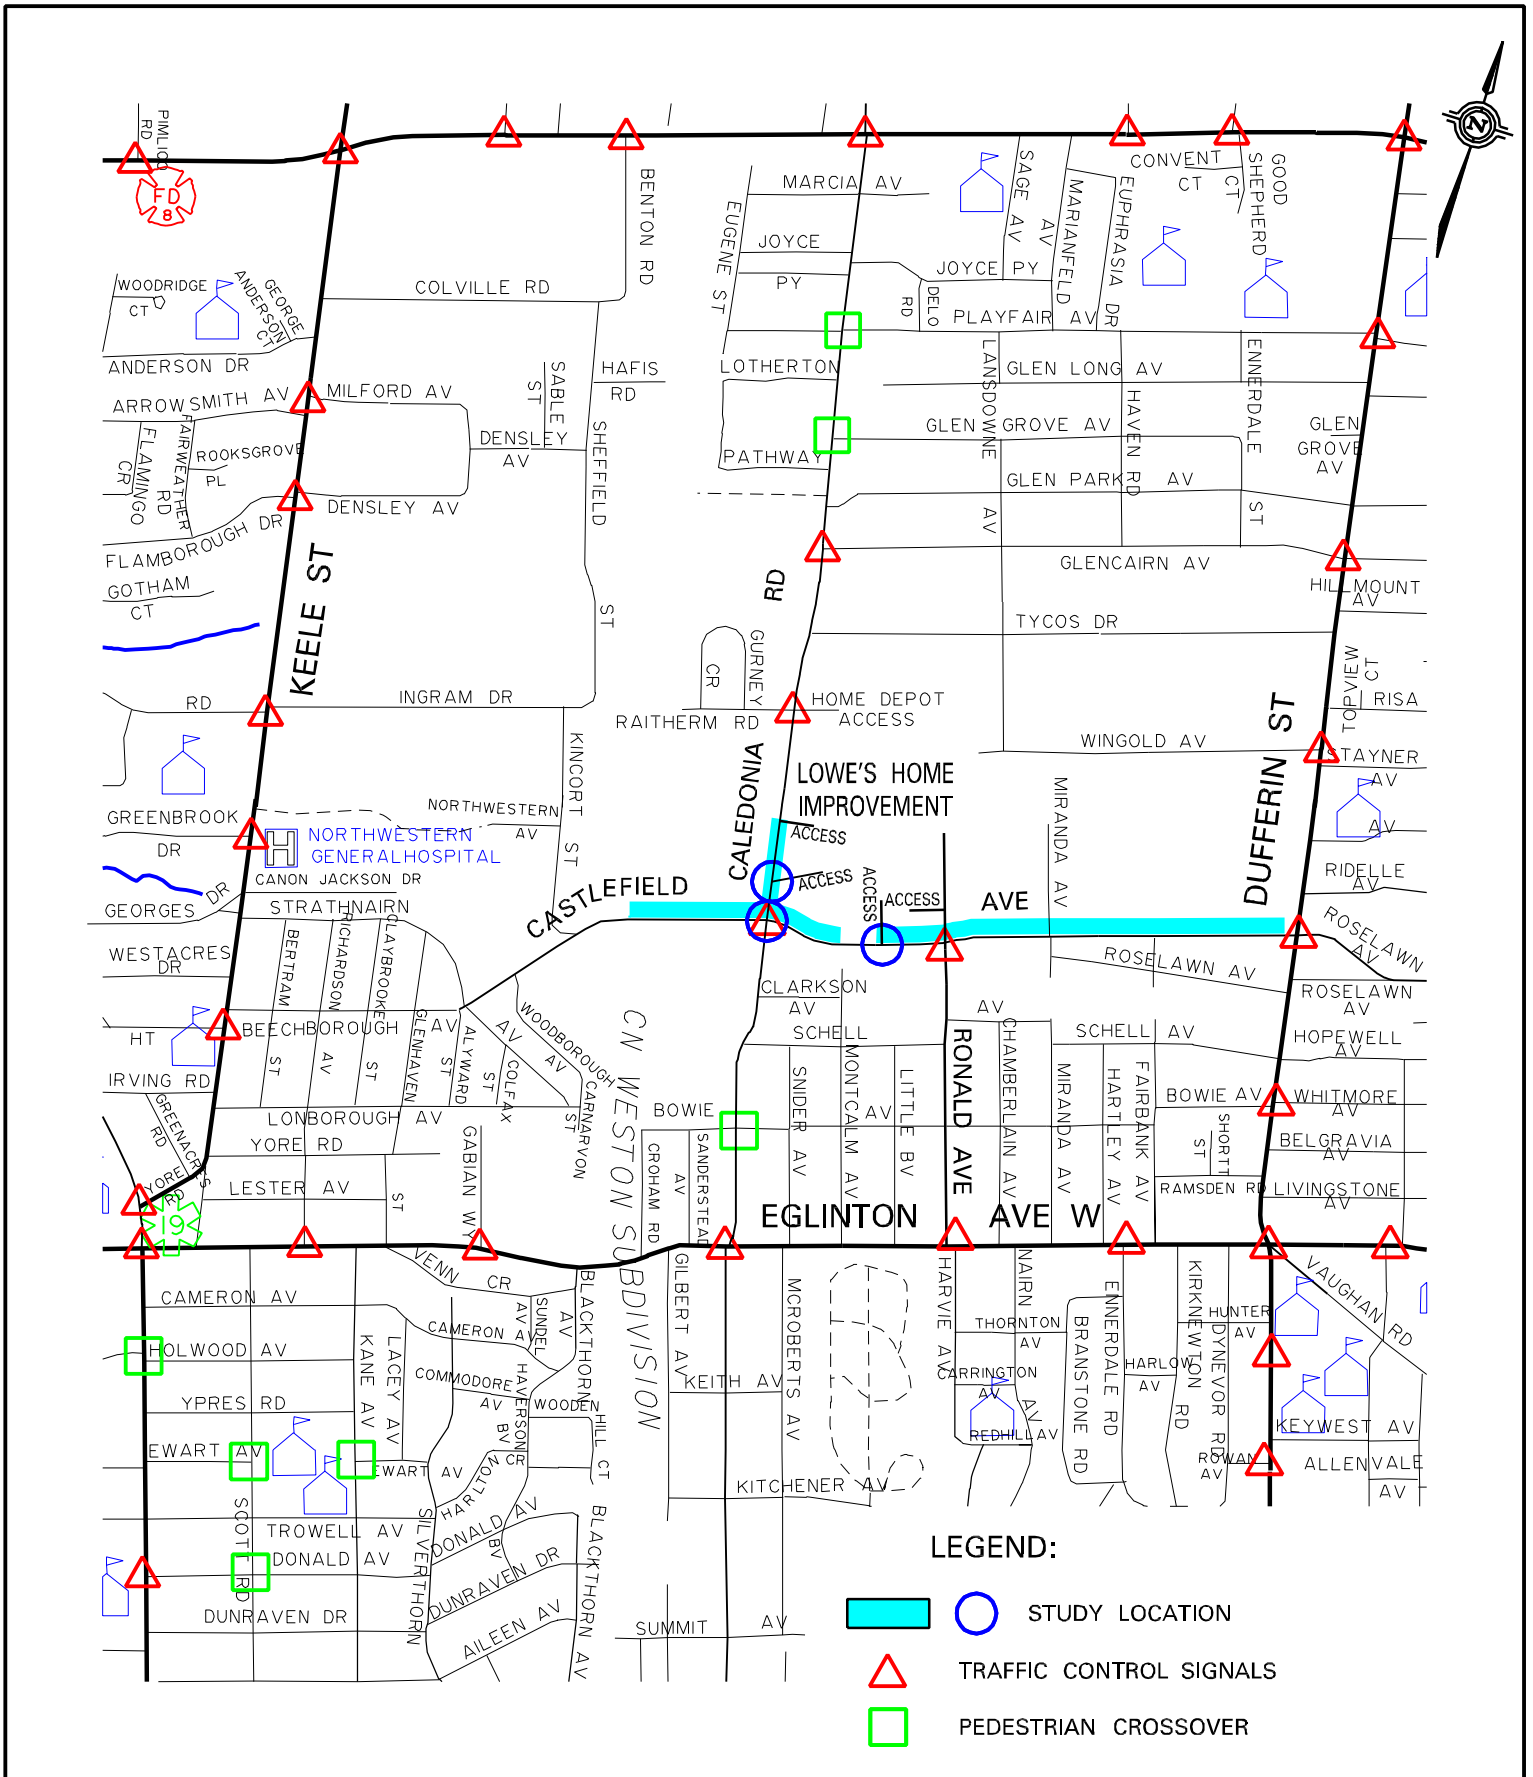 PIMLICO
RD
FD
8
N
BENTON RD
MARCIA AV
EUGENE ST
JOYCE
PY
SAGE AV
MARIANFELD
AV
EUPHRASIA DR
CONVENT
CT
GOOD
SHEPHERD
CT
JOYCE PY
DELO
RD
PLAYFAIR AV
WOODRIDGE
CT
GEORGE
ANDERSON
CT
COLVILLE RD
ANDERSON DR
ARROWSMITH AV
MILFORD AV
SABLE
ST
HAFIS
RD
LOTHERTON
PATHWAY
LANSDOWNE
AV
GLEN LONG AV
GLEN GROVE AV
HAVEN RD
ENNERDALE
ST
GLEN
GROVE
AV
GLEN PARK AV
FLAMINGO
CR
FAIRWEATHER
RD
ROOKSGROVE
PL
DENSLEY
AV
SHEFFIELD
ST
DENSLEY AV
FLAMBOROUGH DR
GOTHAM
CT
KEELE ST
RD
GLENCAIRN AV
HILLMOUNT
AV
TYCOS DR
GURNEY
CR
TOPVIEW
CT
RISA
RD
INGRAM DR
RAITHERM RD
HOME DEPOT
ACCESS
KINCORT
ST
CALEDONIA
WINGOLD AV
DUFFERIN ST
STAYNER
AV
LOWE'S HOME
IMPROVEMENT
ACCESS
ACCESS
ACCESS
ACCESS
MIRANDA AV
GREENBROOK
DR
H
NORTHWESTERN
GENERALHOSPITAL
NORTHWESTERN
AV
AV
RIDELLE
AV
CANON JACKSON DR
GEORGES
DR
STRATHNAIRN
CASTLEFIELD
AVE
ROSELAWN
AV
WESTACRES
DR
BERTRAM
ST
RICHARDSON
AV
CLAYBROOKE
ST
GLENHAVEN
ROSELAWN AV
ROSELAWN
AV
CLARKSON
AV
BEECHBOROUGH AV
ALYWARD
ST
AV
WOODBOROUGH
AV
COLFAX
ST
CARNARVON
ST
CN WESTON SUBDIVISION
SCHELL
AV
SCHELL AV
HOPEWELL
AV
HT
IRVING RD
GREENACRES
RD
LONBOROUGH AV
YORE RD
GABIAN WY
BOWIE
AV
SNIDER AV
MONTCALM AV
LITTLE BV
RONALD AVE
CHAMBERLAIN AV
MIRANDA AV
HARTLEY AV
FAIRBANK AV
BOWIE AV
WHITMORE
AV
SHORTT
ST
BELGRAVIA
AV
CROHAM RD
SANDERSTEAD
AV
YORE
RD
LESTER AV
ST
RAMSDEN RD
LIVINGSTONE
AV
19
EGLINTON AVE W
VENN CR
CAMERON AV
CAMERON AV
SUNDEL
AV
BLACKTHORN
AV
GILBERT AV
MCROBERTS AV
HARVIE AV
NAIRN
AV
THORNTON
AV
ENNERDALE RD
BRANSTONE RD
KIRKNEWTON
RD
DYNEVOR RD
HUNTER
AV
VAUGHAN RD
HOLWOOD AV
KANE AV
LACEY AV
COMMODORE
AV
HAVERSON
BV
KEITH AV
CARRINGTON
AV
HARLOW
AV
YPRES RD
WOODEN
HILL CT
CR
REDHILL AV
KEYWEST AV
EWART AV
EWART AV
ROWAN
AV
ALLENVALE
AV
HARLTON
KITCHENER AV
SCOTT RD
TROWELL AV
SILVERTHORN
DONALD AV
BV
BLACKTHORN AV
DONALD AV
DUNRAVEN DR
DUNRAVEN DR
AILEEN AV
SUMMIT AV
LEGEND:
STUDY LOCATION
TRAFFIC CONTROL SIGNALS
PEDESTRIAN CROSSOVER